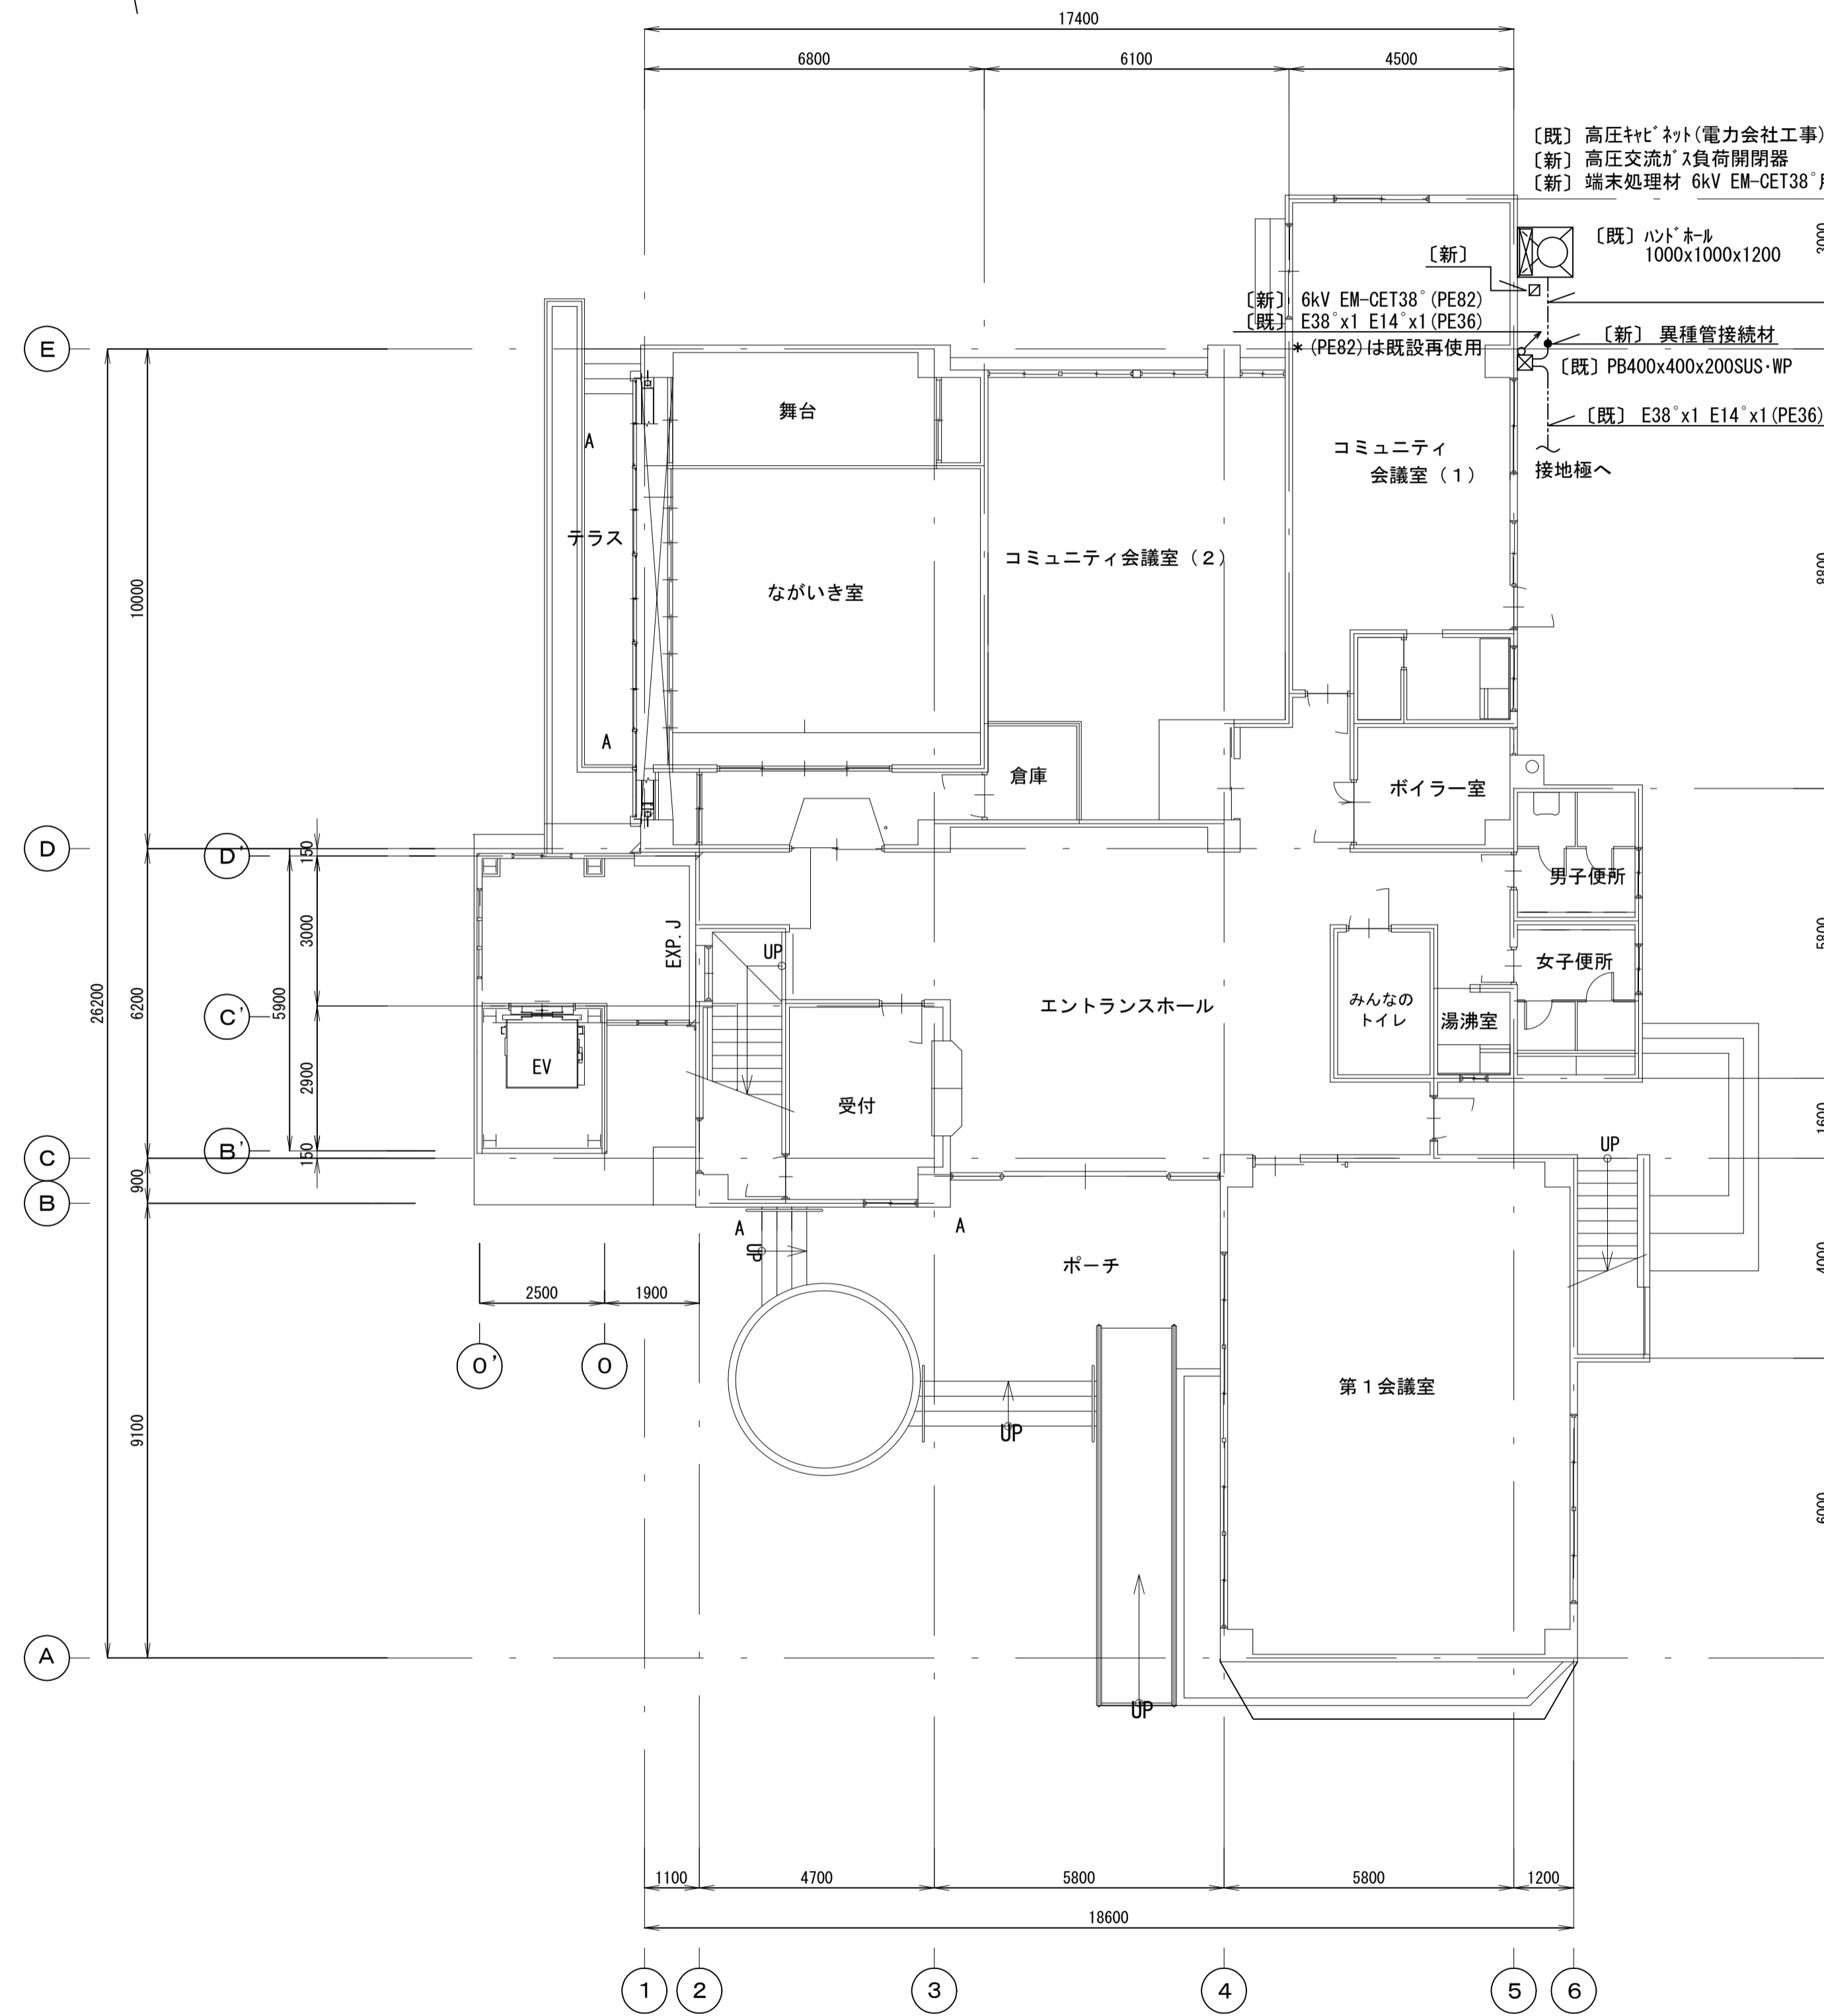 17400
6800
6100
4500
〔既〕 高圧ｷｬﾋﾞﾈｯﾄ(電力会社工事)
〔新〕 高圧交流ｶﾞｽ負荷開閉器
〔新〕 端末処理材 6kV EM-CET38°用
3000
〔既〕 ﾊﾝﾄﾞﾎｰﾙ
1000x1000x1200
〔新〕
〔新〕 6kV EM-CET38°(PE82)
〔既〕 E38°x1 E14°x1(PE36)
＊(PE82)は既設再使用
〔新〕 異種管接続材
〔既〕PB400x400x200SUS･WP
〔既〕 E38°x1 E14°x1(PE36)
接地極へ
E
舞台
A
コミュニティ
会議室（１）
テラス
コミュニティ会議室（２）
8800
10000
ながいき室
A
倉庫
ボイラー室
D
D'
150
男子便所
3000
EXP.J
UP
5800
女子便所
26200
6200
5900
C'
エントランスホール
みんなの
トイレ
湯沸室
EV
2900
受付
1600
B'
C
150
UP
900
B
A
UP
A
ポーチ
4000
2500
1900
O'
O
第１会議室
9100
UP
6000
A
UP
1100
4700
5800
5800
1200
18600
1
2
3
4
5
6